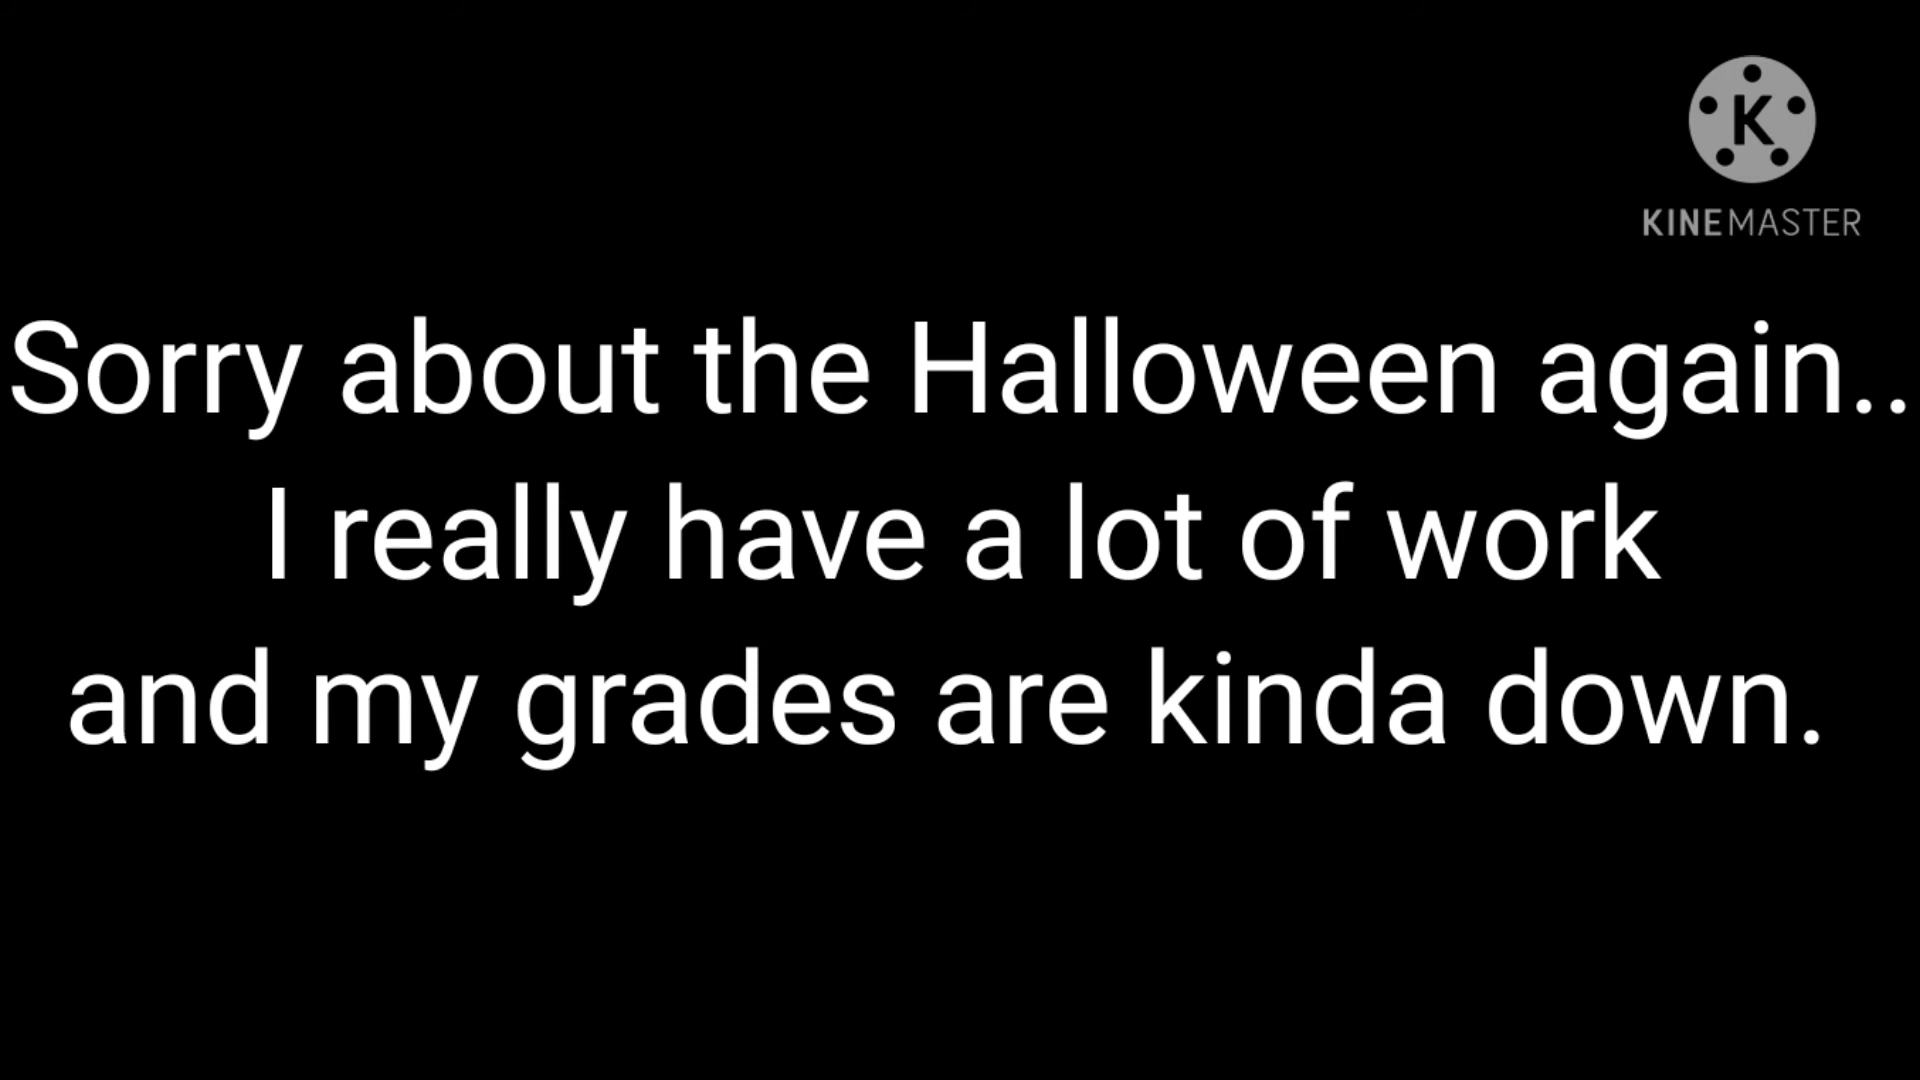 K
KINEMASTER
Sorry about the Halloween again..
I really have a lot of work
and my grades are kinda down.